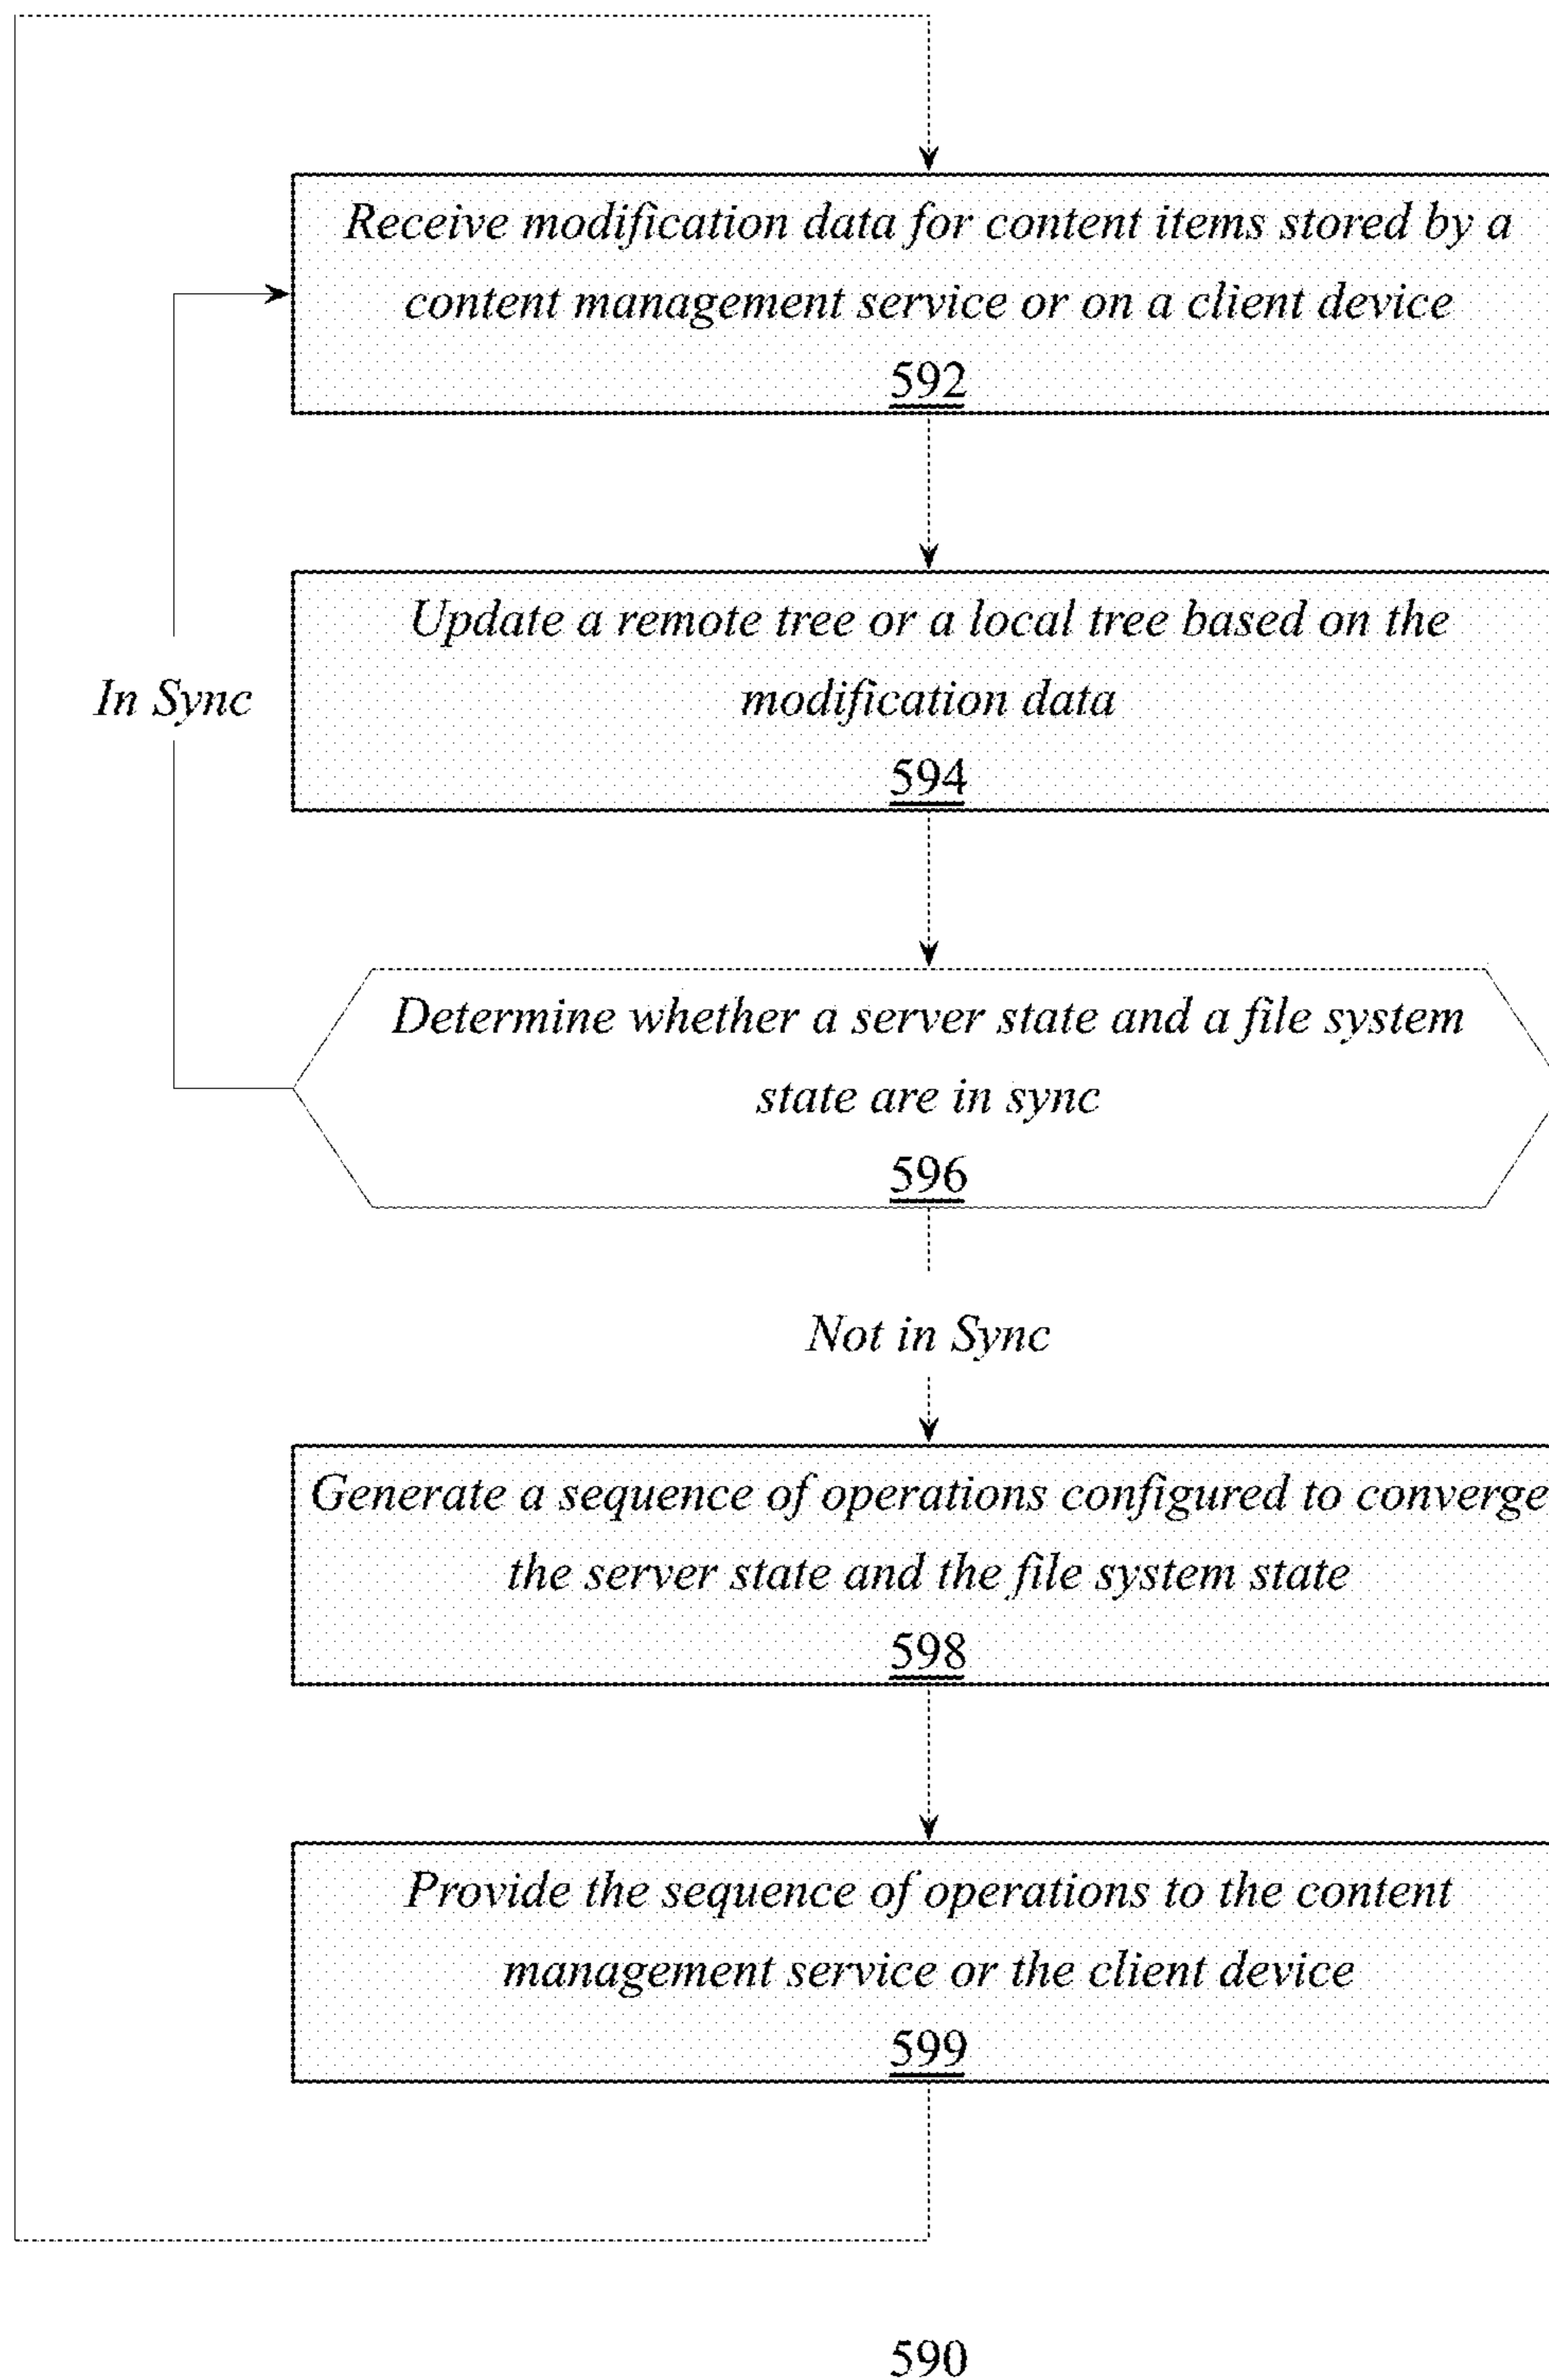 Receive modification data for content items stored by a
content management service or on a client device
592
Update a remote tree or a local tree based on the
modification data
594
In Sync
Determine whether a server state and a file system
state are in sync
596
Not in Sync
Generate a sequence of operations configured to converge
the server state and the file system state
598
Provide the sequence of operations to the content
management service or the client device
599
590